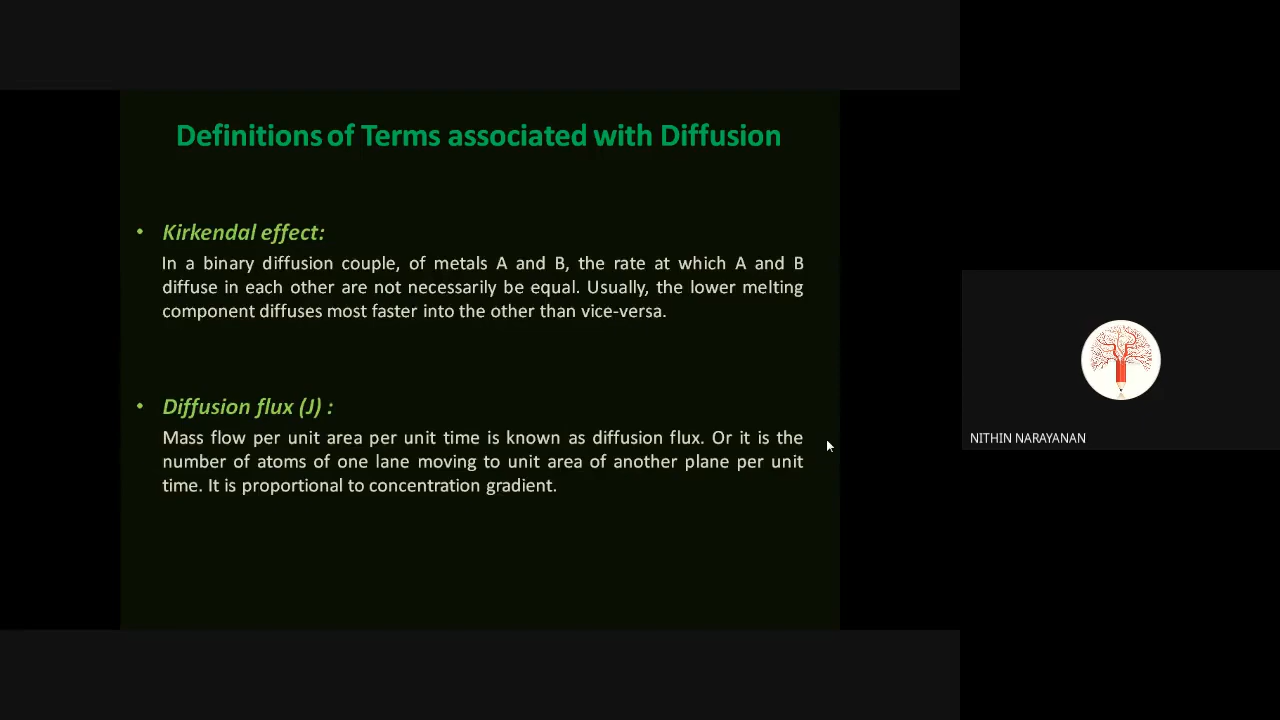 Definitions of Terms associated with Diffusion
• Kirkendal effect:
In a binary diffusion couple, of metals A and B, the rate at which A and B
diffuse in each other are not necessarily be equal. Usually, the lower melting
component diffuses most faster into the other than vice-versa.
• Diffusion flux (J) :
Mass flow per unit area per unit time is known as diffusion flux. Or it is the
number of atoms of one lane moving to unit area of another plane per unit
time. It is proportional to concentration gradient.
NITHIN NARAYANAN